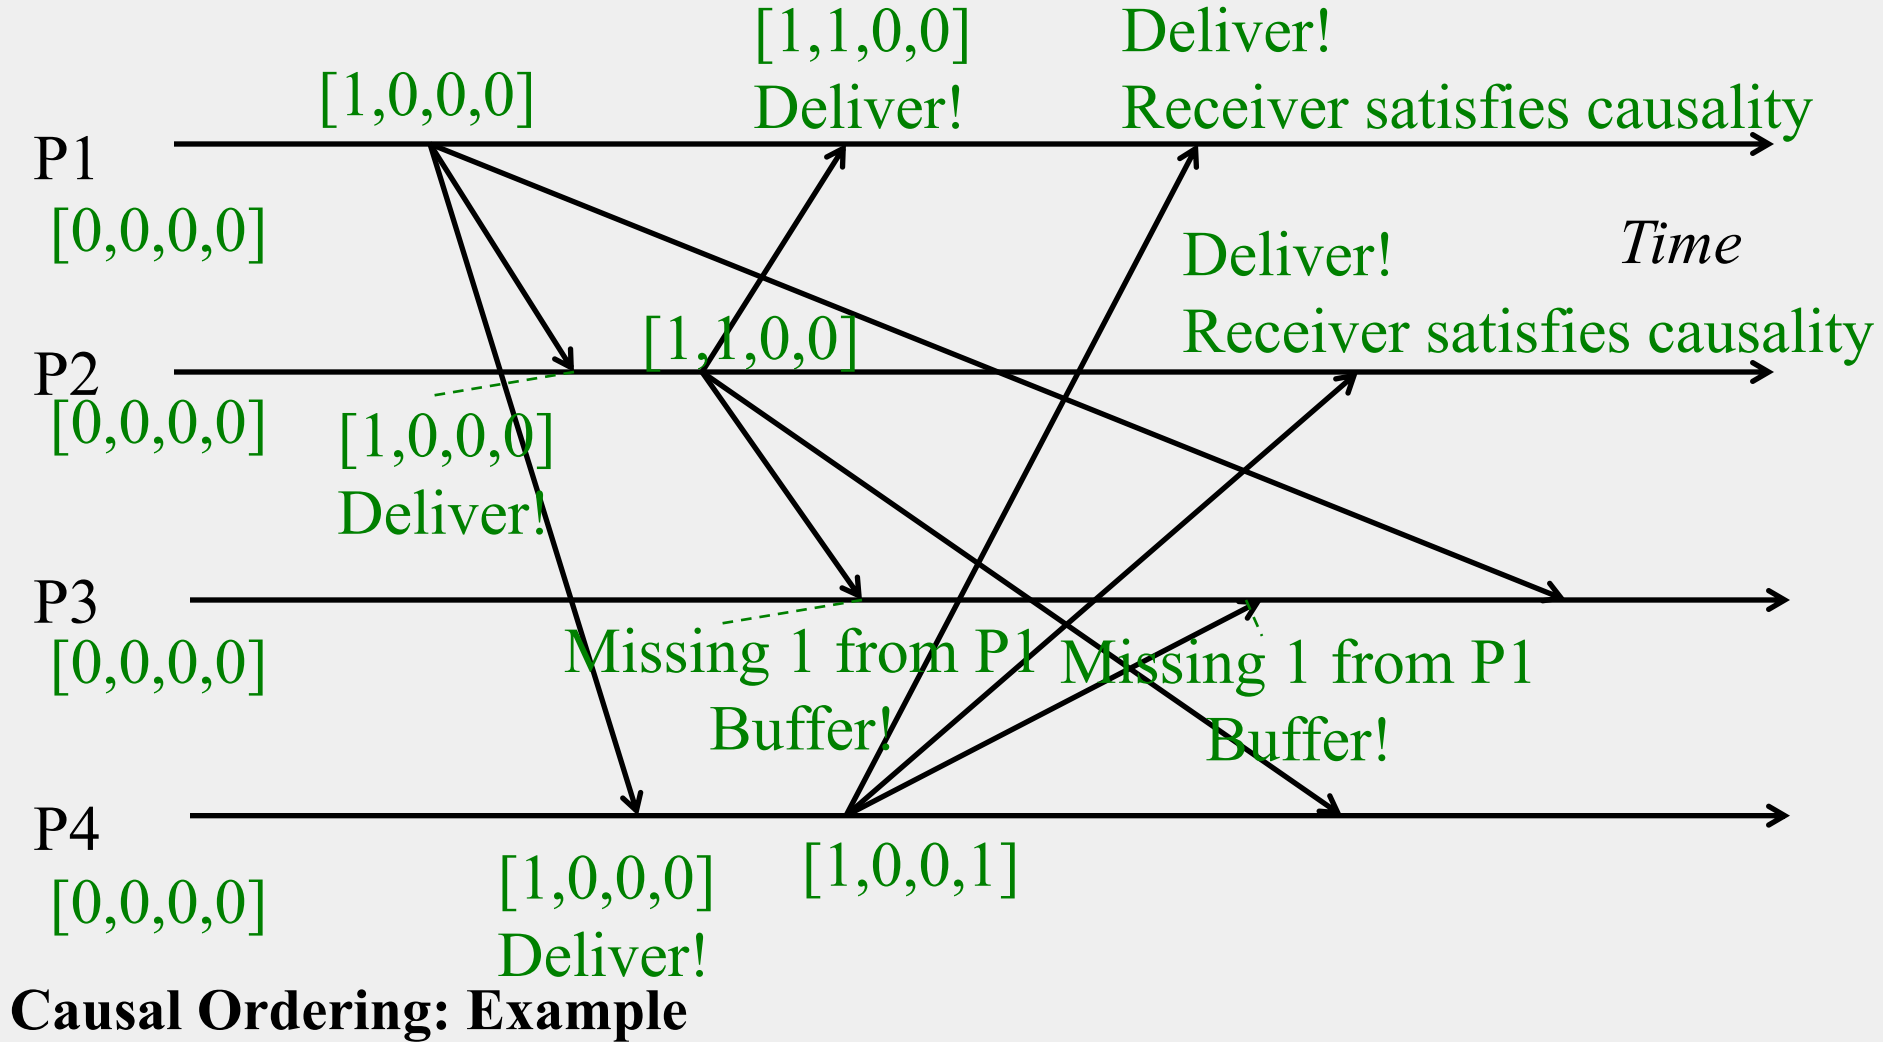 [1,1,0,0]
Deliver!
Deliver!
Receiver satisfies causality
[1,0,0,0]
P1
[0,0,0,0]
Time
Deliver!
Receiver satisfies causality
[1,1,0,0]
P2
[0,0,0,0]
[1,0,0,0]
Deliver!
P3
[0,0,0,0]
Missing 1 from P1
Buffer!
Missing 1 from P1
Buffer!
P4
[0,0,0,0]
[1,0,0,0]
Deliver!
[1,0,0,1]
Causal Ordering: Example